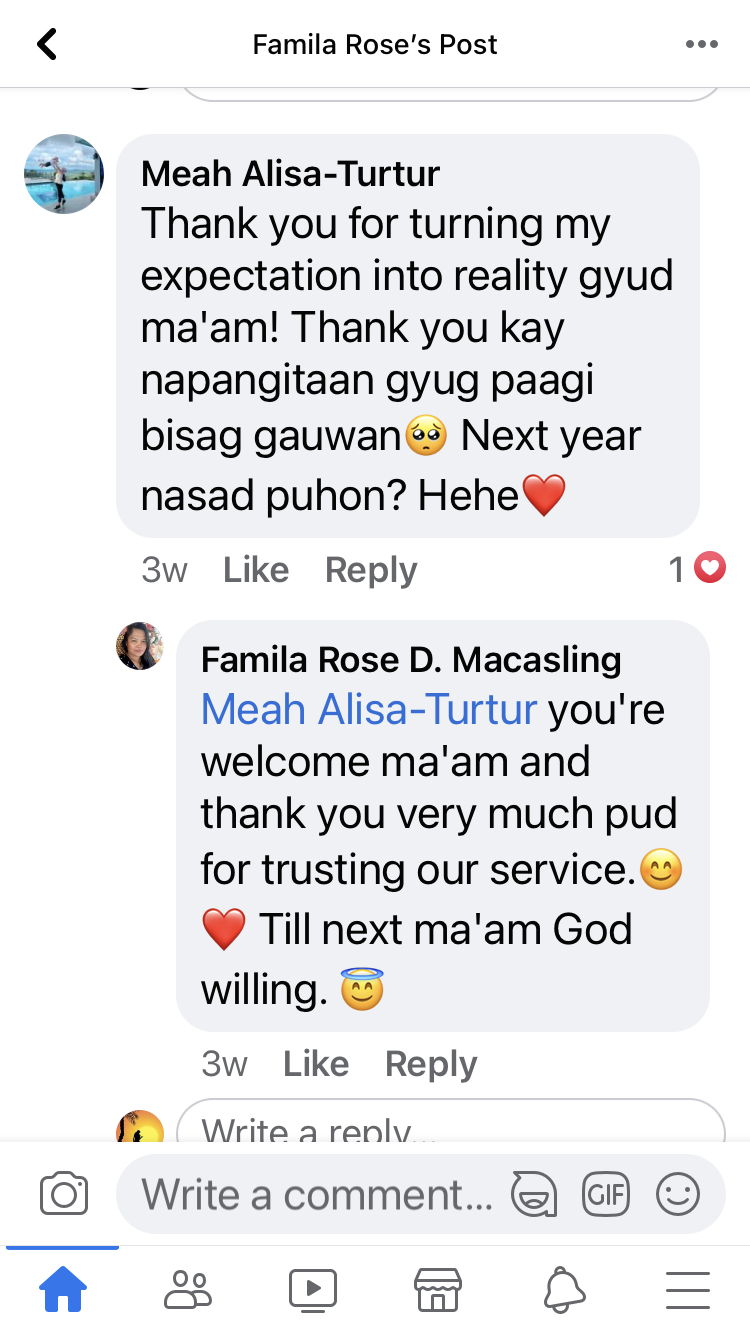 Famila Rose's Post
Meah Alisa-Turtur
Thank you for turning my
expectation into reality gyud
ma'am! Thank you kay
napangitaan gyug paagi
bisag gauwan🥺 Next year
nasad puhon? Hehe❤️
3w Like Reply 1
Famila Rose D. Macasling
Meah Alisa-Turtur you're
welcome ma'am and
thank you very much pud
for trusting our service.😊
❤️ Till next ma'am God
willing. 😇
3w Like Reply
Write a reply...
Write a comment...
GIF